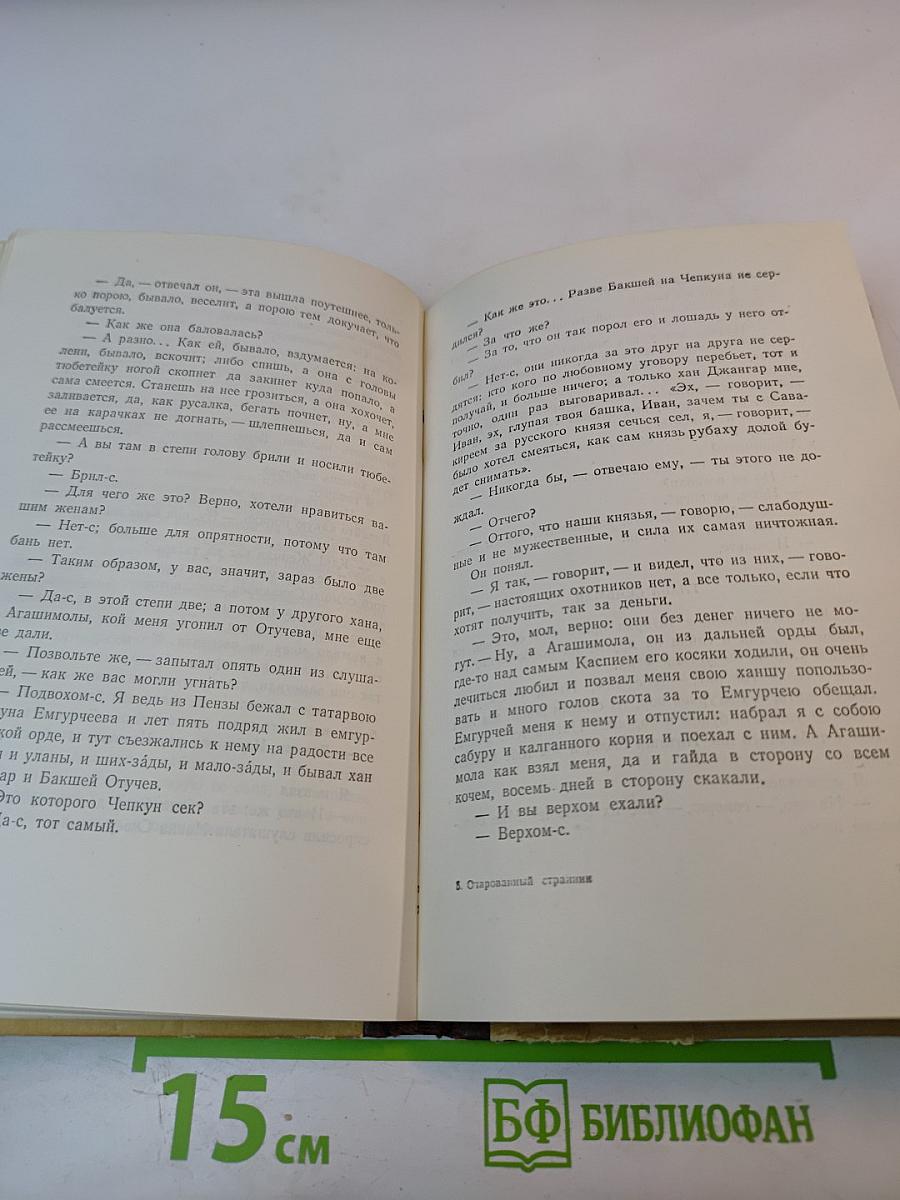 — Да, — отвечал он, — эта вышла поутешнее, толь-
ко порою, бывало, веселит, а порою тем докучает, что
балуется.
— Как же она баловалась?
— А разно... Как ей, бывало, вздумается: на ко-
лени, бывало, вскочит; либо спишь, а она с головы
тюбетейку ногой скопнет да закинет куда попало, а
сама смеется. Станешь на нее грозиться, а она хохочет,
заливается, да, как русалка, бегать почнет, ну, а мне
ее на карачках не догнать, — шлепнешься, да и сам
рассмеешься.
— А вы там в степи голову брили и носили тюбе-
тейку?
— Брил-с.
— Для чего же это? Верно, хотели нравиться ва-
шим женам?
— Нет-с; больше для опрятности, потому что там
бань нет.
— Таким образом, у вас, значит, зараз было две
жены?
— Да-с, в этой степи две; а потом у другого хана,
Агашимолы, кой меня угонил от Отучева, мне еще
ве дали.
— Позвольте же, — запытал опять один из слуша-
ей, — как же вас могли угнать?
— Подвохом-с. Я ведь из Пензы бежал с татарвою
уна Емгурчеева и лет пять подряд жил в емгур-
кой орде, и тут съезжались к нему на радости все
и и уланы, и ших-за́ды, и мало-за́ды, и бывал хан
ар и Бакшей Отучев.
Это которого Чепкун сек?
а-с, тот самый.
— Как же это... Разве Бакшей на Чепкуна не сер-
дился?
— За что же?
— За то, что он так порол его и лошадь у него от-
бил?
— Нет-с, они никогда за это друг на друга не сер-
дятся: кто кого по любовному уговору перебьет, тот и
получай, и больше ничего; а только хан Джангар мне,
точно, один раз выговаривал... «Эх, — говорит, —
Иван, эх, глупая твоя башка, Иван, зачем ты с Сава-
киреем за русского князя сечься сел, я, — говорит, —
было хотел смеяться, как сам князь рубаху долой бу-
дет снимать».
— Никогда бы, — отвечаю ему, — ты этого не до-
ждал.
— Отчего?
— Оттого, что наши князья, — говорю, — слабодуш-
ные и не мужественные, и сила их самая ничтожная.
Он понял.
— Я так, — говорит, — и видел, что из них, — гово-
рит, — настоящих охотников нет, а все только, если что
хотят получить, так за деньги.
— Это, мол, верно: они без денег ничего не мо-
гут. — Ну, а Агашимола, он из дальней орды был,
где-то над самым Каспием его косяки ходили, он очень
лечиться любил и позвал меня свою ханшу попользо-
вать и много голов скота за то Емгурчею обещал.
Емгурчей меня к нему и отпустил: набрал я с собою
сабуру и калганного корня и поехал с ним. А Агаши-
мола как взял меня, да и гайда в сторону со всем
кочем, восемь дней в сторону скакали.
— И вы верхом ехали?
— Верхом-с.
5. Очарованный странник
15 см
БФ БИБЛИОФАН